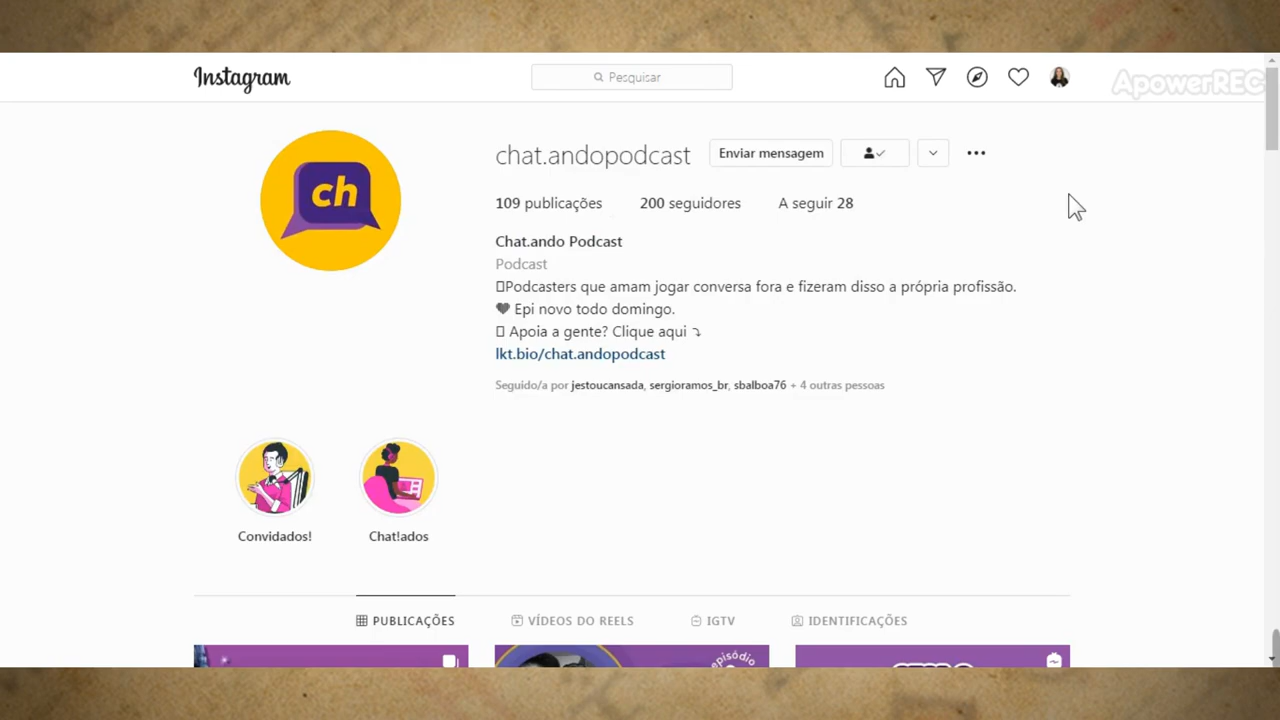 Instagram
Pesquisar
ApowerREC
ch
chat.andopodcast
Enviar mensagem
109 publicações 200 seguidores A seguir 28
Chat.ando Podcast
Podcast
Podcasters que amam jogar conversa fora e fizeram disso a própria profissão.
Epi novo todo domingo.
Apoia a gente? Clique aqui
lkt.bio/chat.andopodcast
Seguido/a por jestoucansada, sergioramos_br, sbalboa76 + 4 outras pessoas
Convidados! Chat!ados
PUBLICAÇÕES VÍDEOS DO REELS IGTV IDENTIFICAÇÕES
episódio